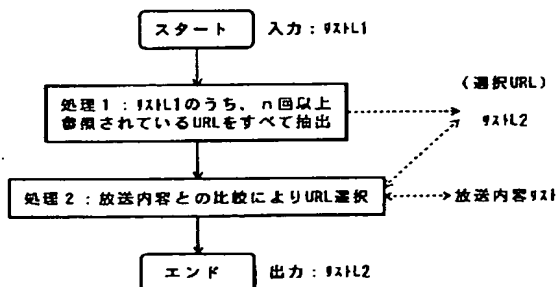 スタート
入力：ﾘｽﾄL1
処理１：ﾘｽﾄL1のうち、ｎ回以上
参照されているURLをすべて抽出
（選択URL）
ﾘｽﾄL2
処理２：放送内容との比較によりURL選択
放送内容ﾘｽﾄ
エンド
出力：ﾘｽﾄL2